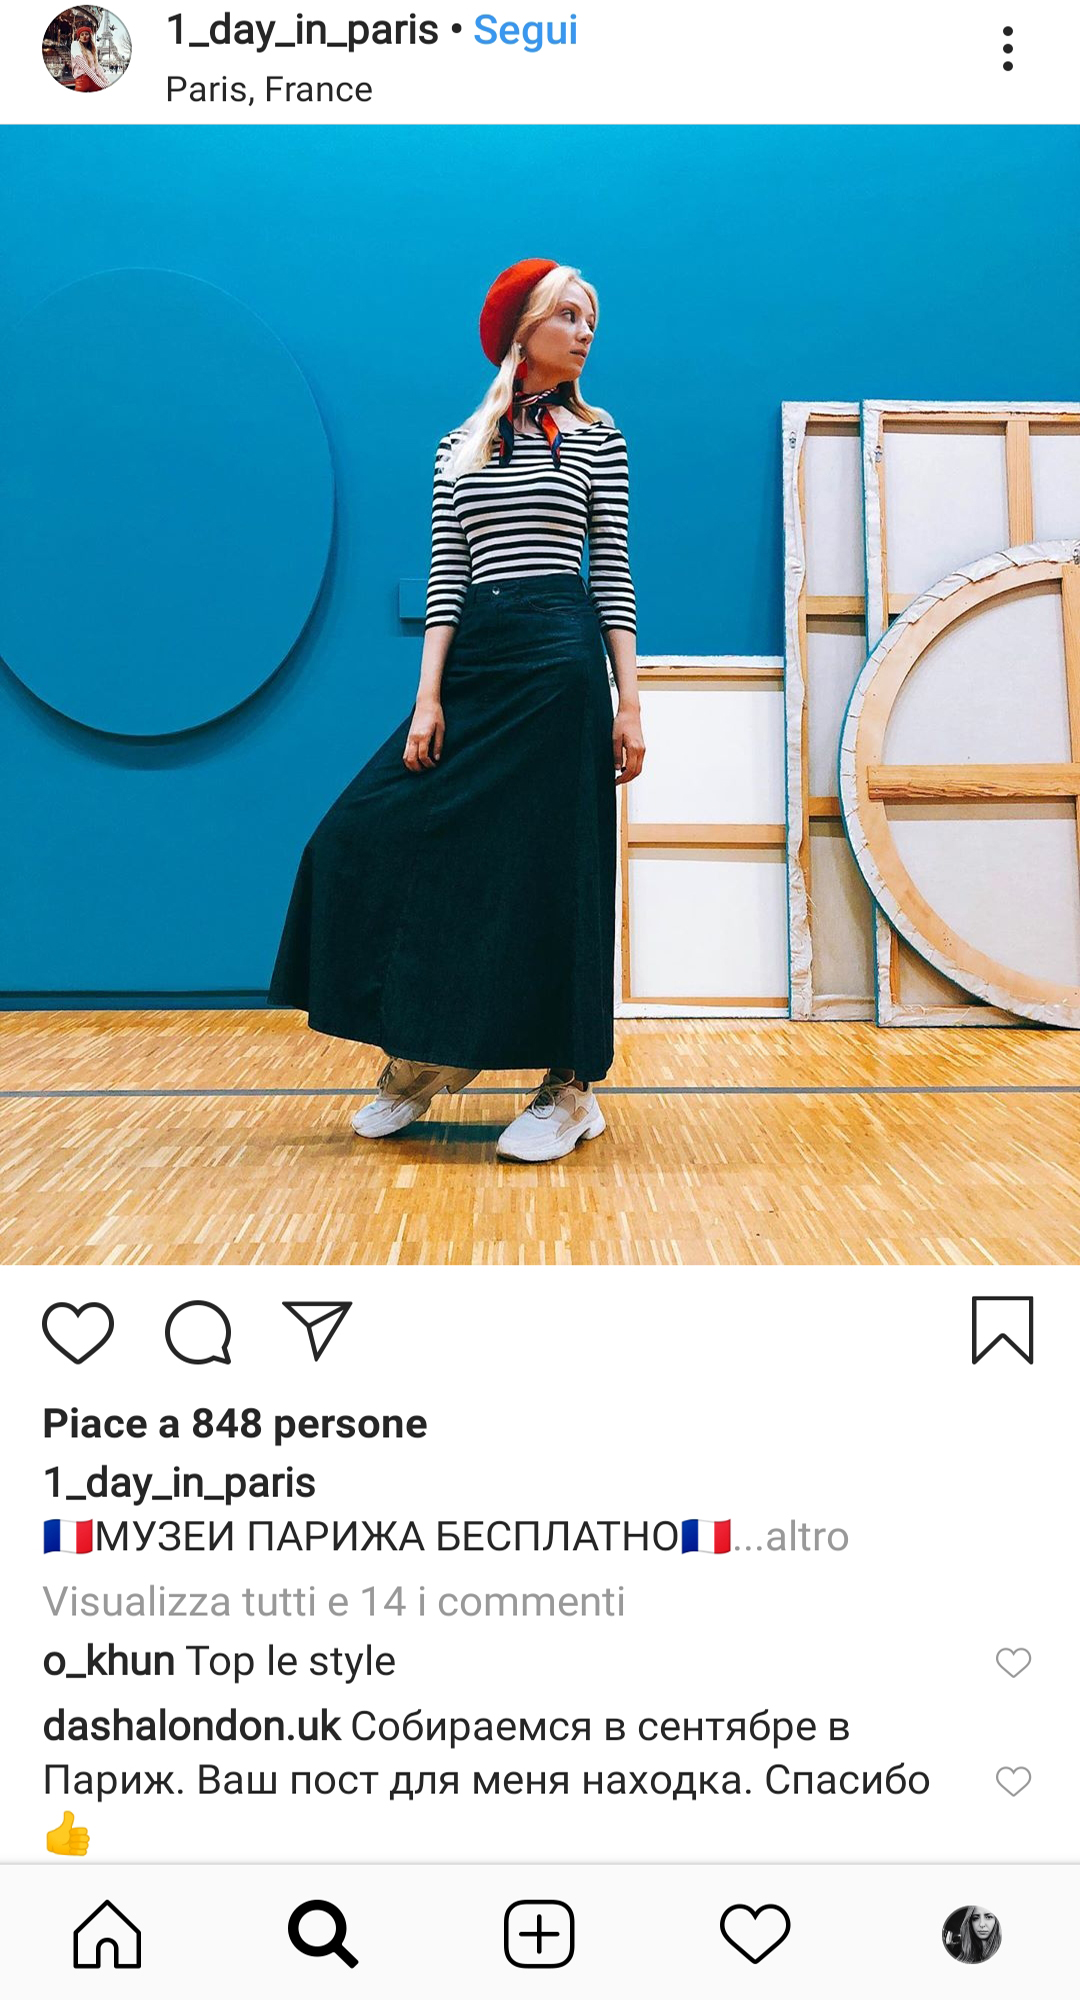 1_day_in_paris • Segui
Paris, France
Piace a 848 persone
1_day_in_paris
🇫🇷МУЗЕИ ПАРИЖА БЕСПЛАТНО🇫🇷...altro
Visualizza tutti e 14 i commenti
o_khun Top le style
dashalondon.uk Собираемся в сентябре в
Париж. Ваш пост для меня находка. Спасибо
👍